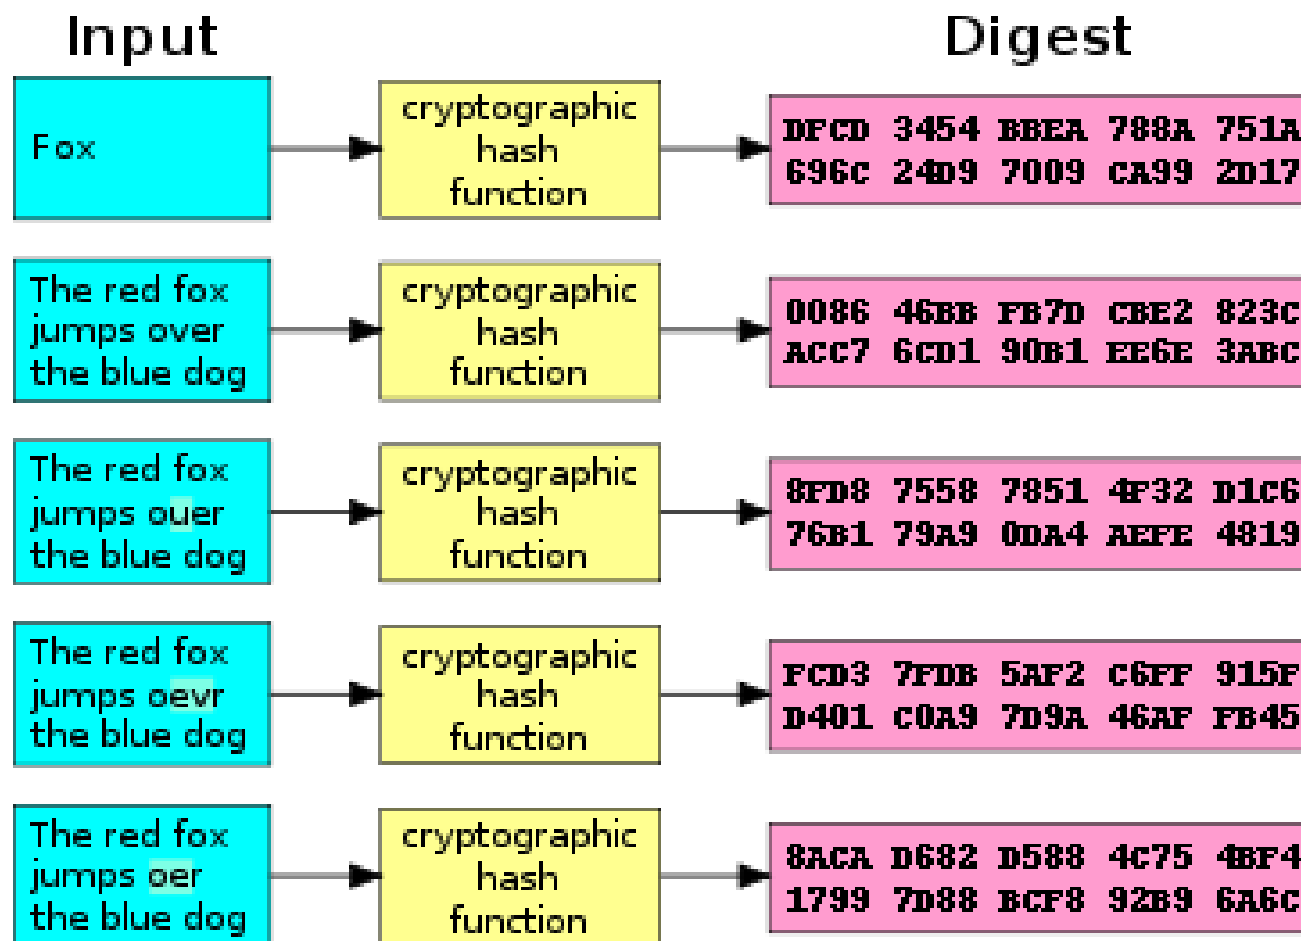 Input
Digest
Fox
cryptographic
hash
function
DFCD 3454 BBEA 788A 751A
696C 24D9 7009 CA99 2D17
The red fox
jumps over
the blue dog
cryptographic
hash
function
0086 46BB FB7D CBE2 823C
ACC7 6CD1 90B1 EE6E 3ABC
The red fox
jumps ouer
the blue dog
cryptographic
hash
function
8FD8 7558 7851 4F32 D1C6
76B1 79A9 0DA4 AEFE 4819
The red fox
jumps oevr
the blue dog
cryptographic
hash
function
FCD3 7FDB 5AF2 C6FF 915F
D401 C0A9 7D9A 46AF FB45
The red fox
jumps oer
the blue dog
cryptographic
hash
function
8ACA D682 D588 4C75 4BF4
1799 7D88 BCF8 92B9 6A6C